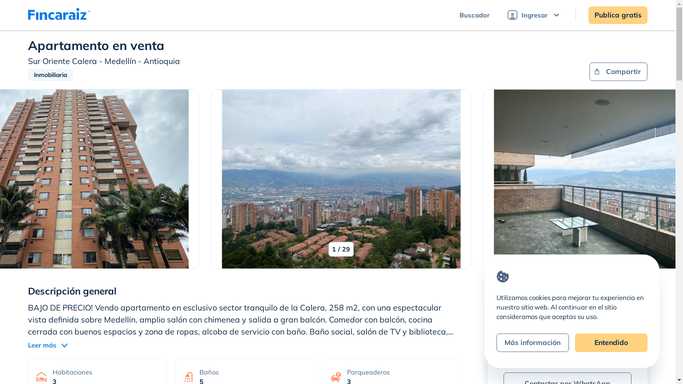 Fincaraiz
Buscador
Ingresar
Publica gratis
Apartamento en venta
Sur Oriente Calera - Medellín - Antioquia
Inmobiliaria
Compartir
1 / 29
Descripción general
BAJO DE PRECIO! Vendo apartamento en esclusivo sector tranquilo de la Calera, 258 m2, con una espectacular
vista definida sobre Medellín, amplio salón con chimenea y salida a gran balcón. Comedor con balcón, cocina
cerrada con buenos espacios y zona de ropas, alcoba de servicio con baño. Baño social, salón de TV y biblioteca,...
Leer más
Habitaciones
3
Baños
5
Parqueaderos
3
Utilizamos cookies para mejorar tu experiencia en
nuestro sitio web. Al continuar en el sitio
consideramos que aceptas su uso.
Más información
Entendido
Contactar por WhatsApp